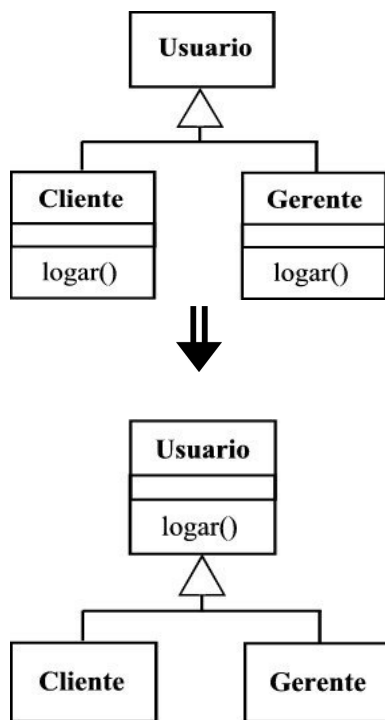 Usuario
Cliente
Gerente
logar()
logar()
Usuario
logar()
Cliente
Gerente